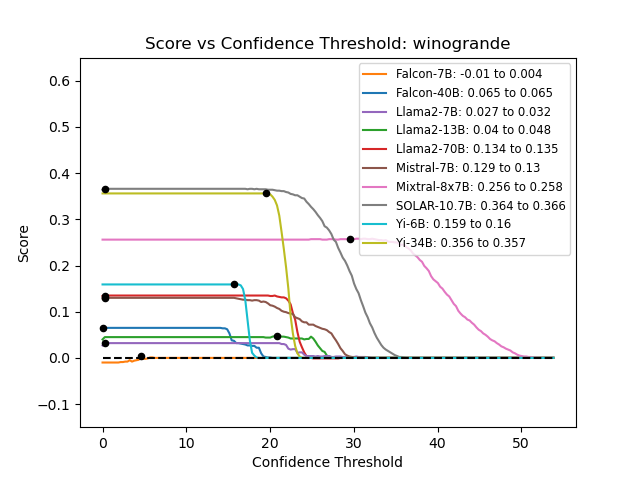 Score vs Confidence Threshold: winogrande
Falcon-7B: -0.01 to 0.004
Falcon-40B: 0.065 to 0.065
Llama2-7B: 0.027 to 0.032
Llama2-13B: 0.04 to 0.048
Llama2-70B: 0.134 to 0.135
Mistral-7B: 0.129 to 0.13
Mixtral-8x7B: 0.256 to 0.258
SOLAR-10.7B: 0.364 to 0.366
Yi-6B: 0.159 to 0.16
Yi-34B: 0.356 to 0.357
Score
0.6
0.5
0.4
0.3
0.2
0.1
0.0
−0.1
0 10 20 30 40 50
Confidence Threshold